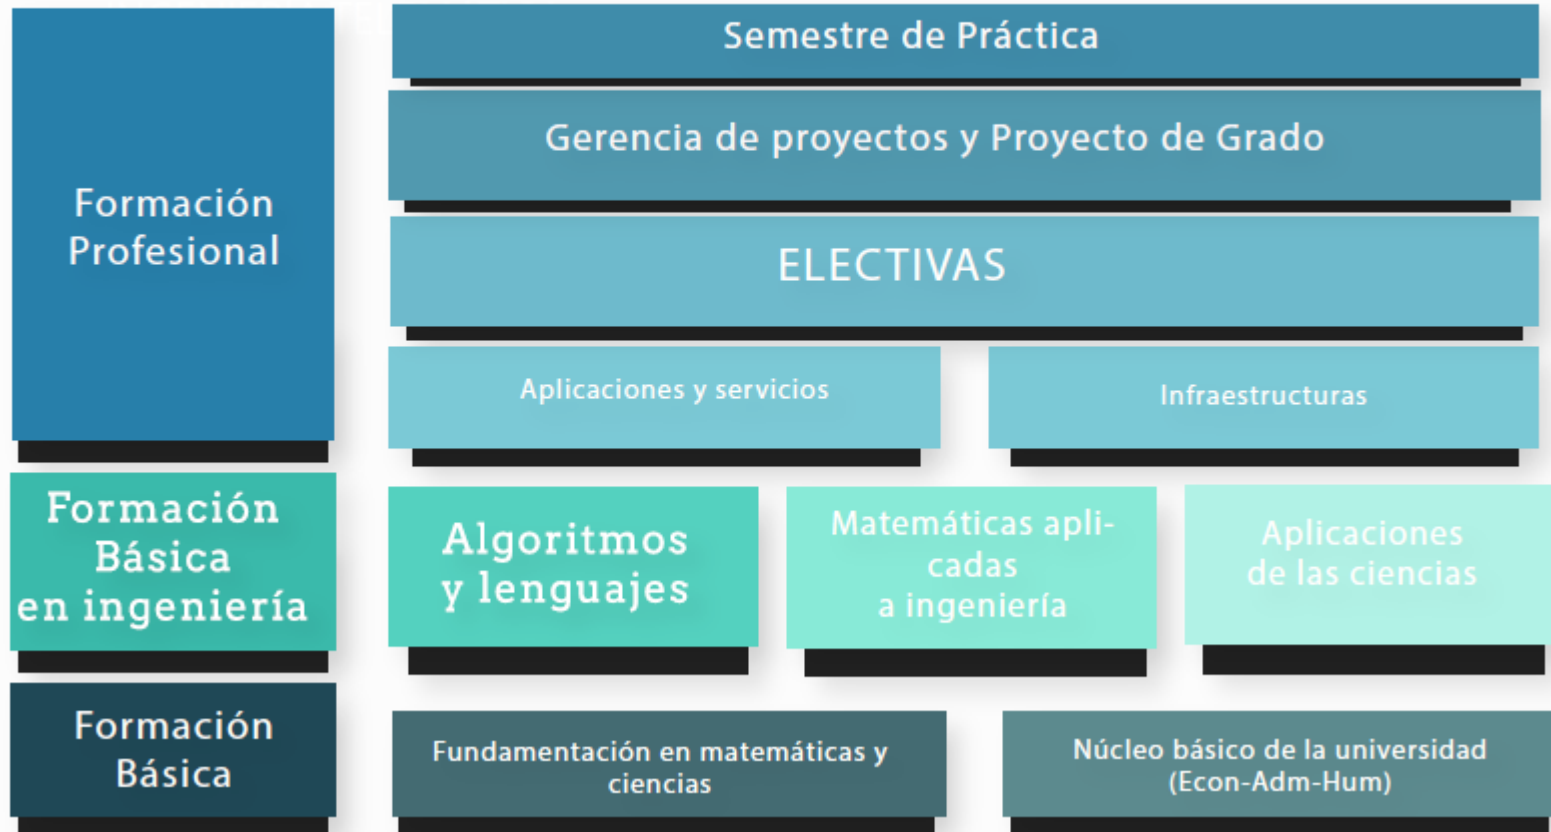 Formación
Profesional
Semestre de Práctica
Gerencia de proyectos y Proyecto de Grado
ELECTIVAS
Aplicaciones y servicios
Infraestructuras
Formación
Básica
en ingeniería
Algoritmos
y lenguajes
Matemáticas apli-
cadas
a ingeniería
Aplicaciones
de las ciencias
Formación
Básica
Fundamentación en matemáticas y
ciencias
Núcleo básico de la universidad
(Econ-Adm-Hum)